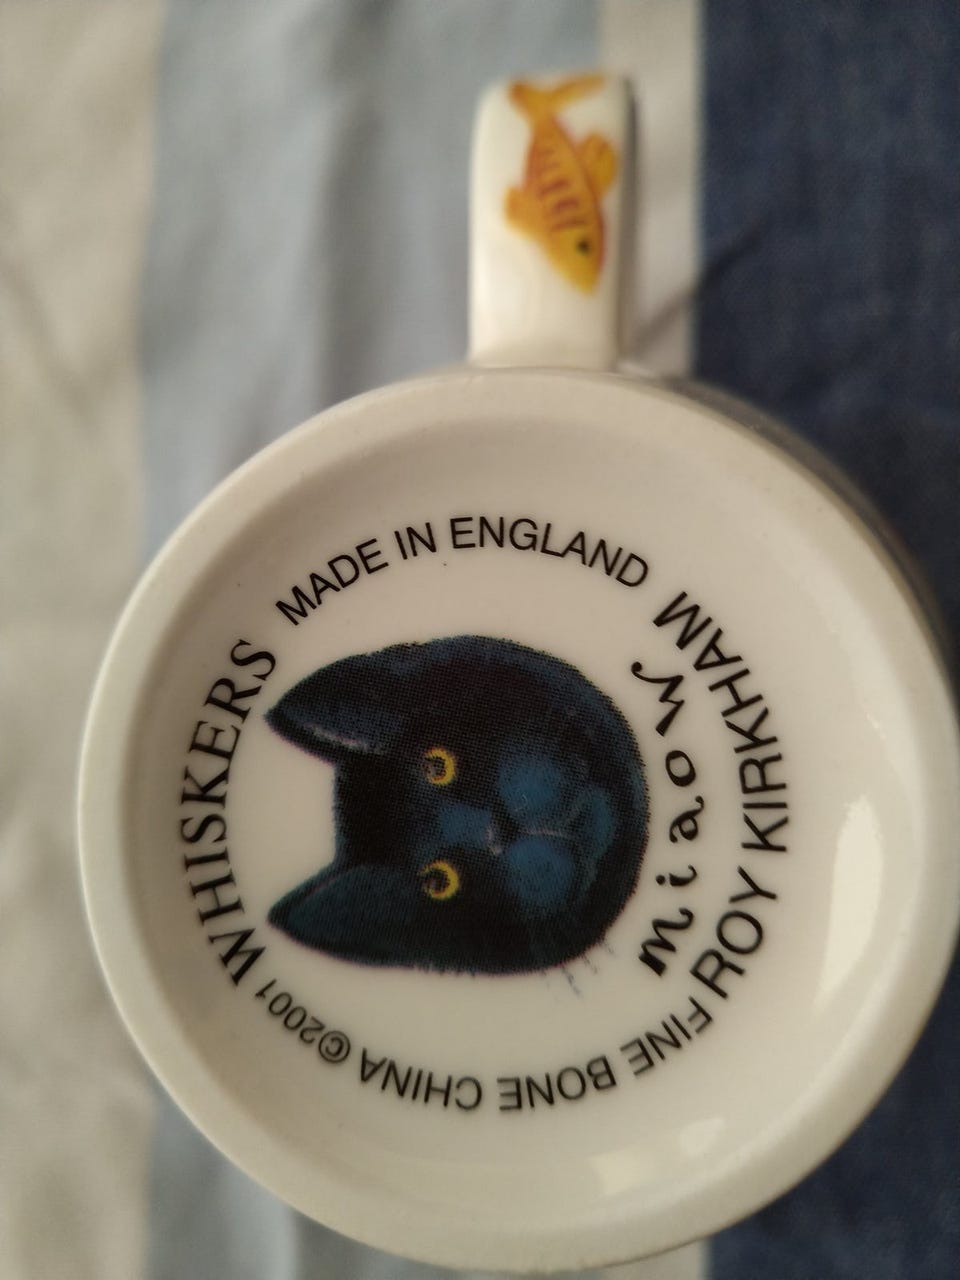 WHISKERS
MADE IN ENGLAND
miaow
ROY KIRKHAM
FINE BONE CHINA ©2001